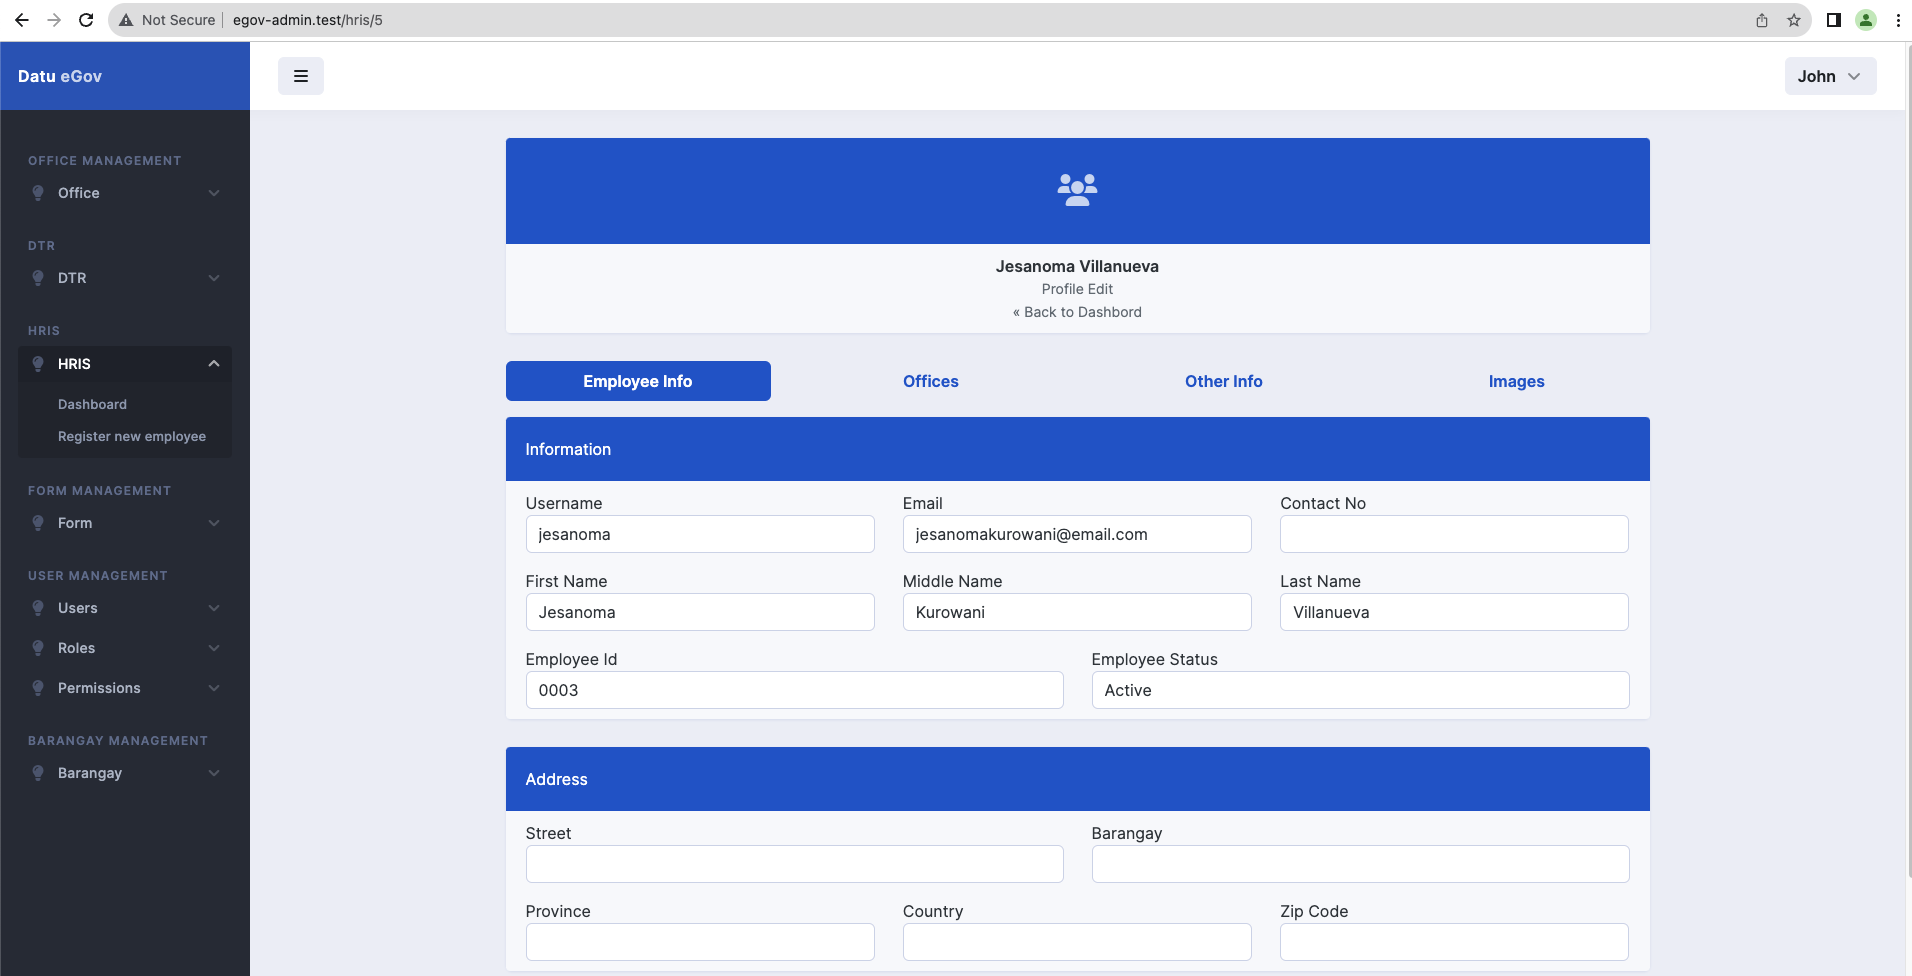 Not Secure
egov-admin.test/hris/5
Datu eGov
John
OFFICE MANAGEMENT
Office
DTR
DTR
HRIS
HRIS
Dashboard
Register new employee
FORM MANAGEMENT
Form
USER MANAGEMENT
Users
Roles
Permissions
BARANGAY MANAGEMENT
Barangay
Jesanoma Villanueva
Profile Edit
« Back to Dashbord
Employee Info Offices Other Info Images
Information
Username Email Contact No
jesanoma jesanomakurowani@email.com
First Name Middle Name Last Name
Jesanoma Kurowani Villanueva
Employee Id Employee Status
0003 Active
Address
Street Barangay
Province Country Zip Code